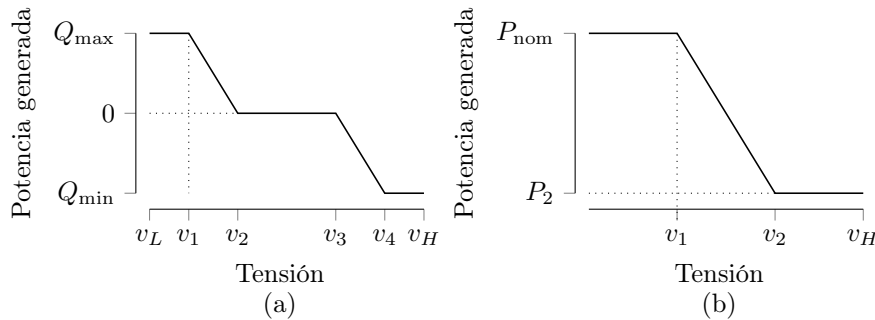 Potencia generada
Q_max
0
Q_min
v_L v_1 v_2 v_3 v_4 v_H
Tensión
(a)
Potencia generada
P_nom
P_2
v_1 v_2 v_H
Tensión
(b)